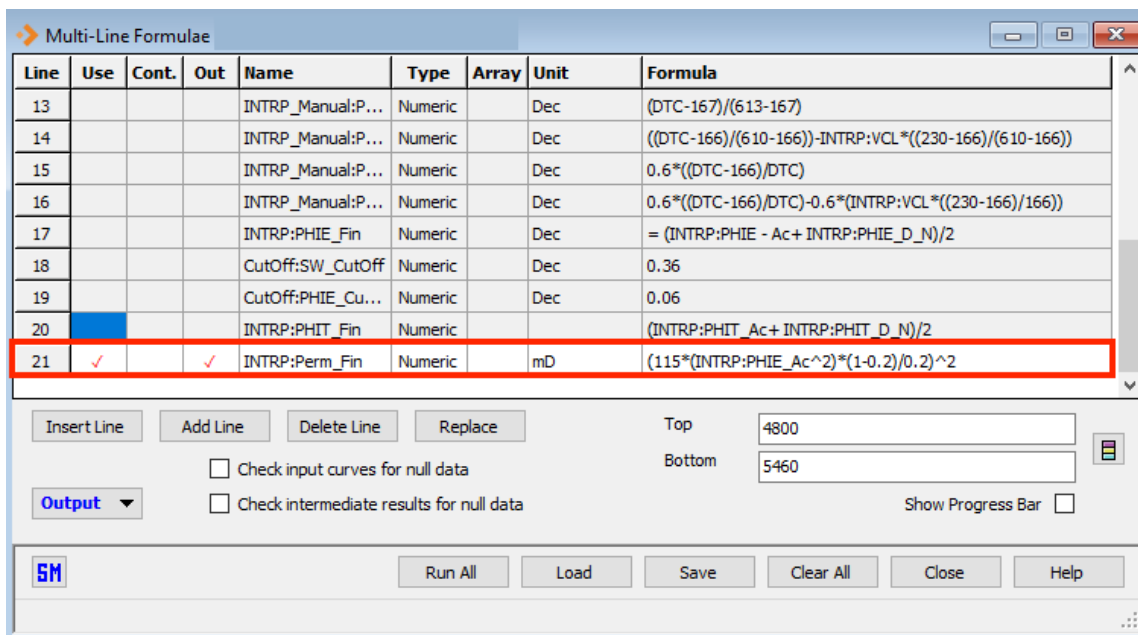 Multi-Line Formulae
Line Use Cont. Out Name Type Array Unit Formula
13 INTRP_Manual:P... Numeric Dec (DTC-167)/(613-167)
14 INTRP_Manual:P... Numeric Dec ((DTC-166)/(610-166))-INTRP:VCL*((230-166)/(610-166))
15 INTRP_Manual:P... Numeric Dec 0.6*((DTC-166)/DTC)
16 INTRP_Manual:P... Numeric Dec 0.6*((DTC-166)/DTC)-0.6*(INTRP:VCL*((230-166)/166))
17 INTRP:PHIE_Fin Numeric Dec = (INTRP:PHIE - Ac+ INTRP:PHIE_D_N)/2
18 CutOff:SW_CutOff Numeric Dec 0.36
19 CutOff:PHIE_Cu... Numeric Dec 0.06
20 INTRP:PHIT_Fin Numeric (INTRP:PHIT_Ac+ INTRP:PHIT_D_N)/2
21 ✓ ✓ INTRP:Perm_Fin Numeric mD (115*(INTRP:PHIE_Ac^2)*(1-0.2)/0.2)^2
Insert Line Add Line Delete Line Replace Top 4800
Check input curves for null data Bottom 5460
Output Check intermediate results for null data Show Progress Bar
SM Run All Load Save Clear All Close Help